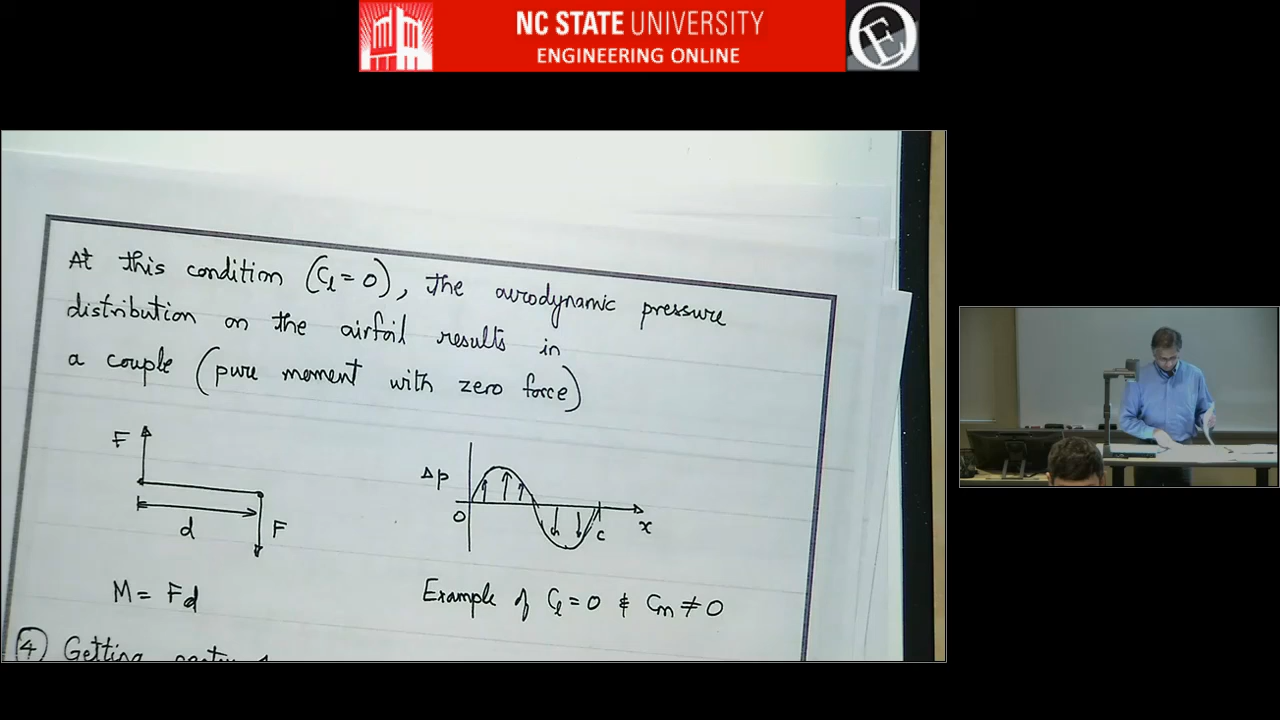 NC STATE UNIVERSITY
ENGINEERING ONLINE
At this condition (Cl = 0), the aerodynamic pressure
distribution on the airfoil results in
a couple (pure moment with zero force)
F
d
F
M = Fd
Δp
0
c
x
Example of Cl = 0 & Cm ≠ 0
4 Getting